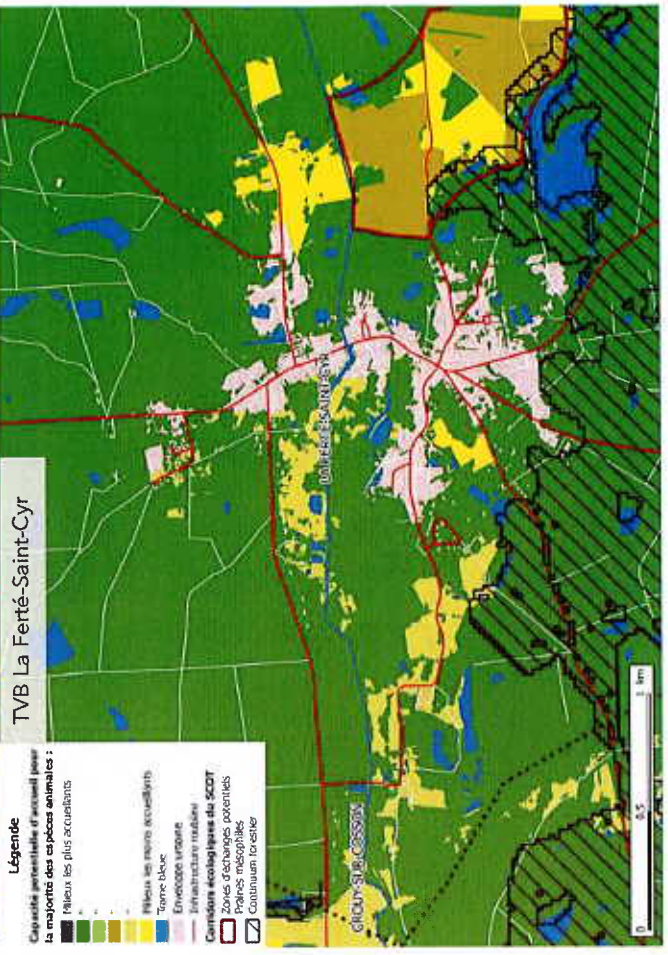 TVB La Ferté-Saint-Cyr
Légende
Capacité potentielle d'accueil pour
la majorité des espèces animales :
Milieux les plus accueillants
Milieux les moins accueillants
Trame bleue
Enveloppe urbaine
Infrastructure routière
Corridors écologiques du SCOT
Zones d'échanges potentiels
Prairies mésophiles
Continuum forestier
LA FERTE-SAINT-CYR
CROUY-SUR-COSSON
0
0.5
1 km